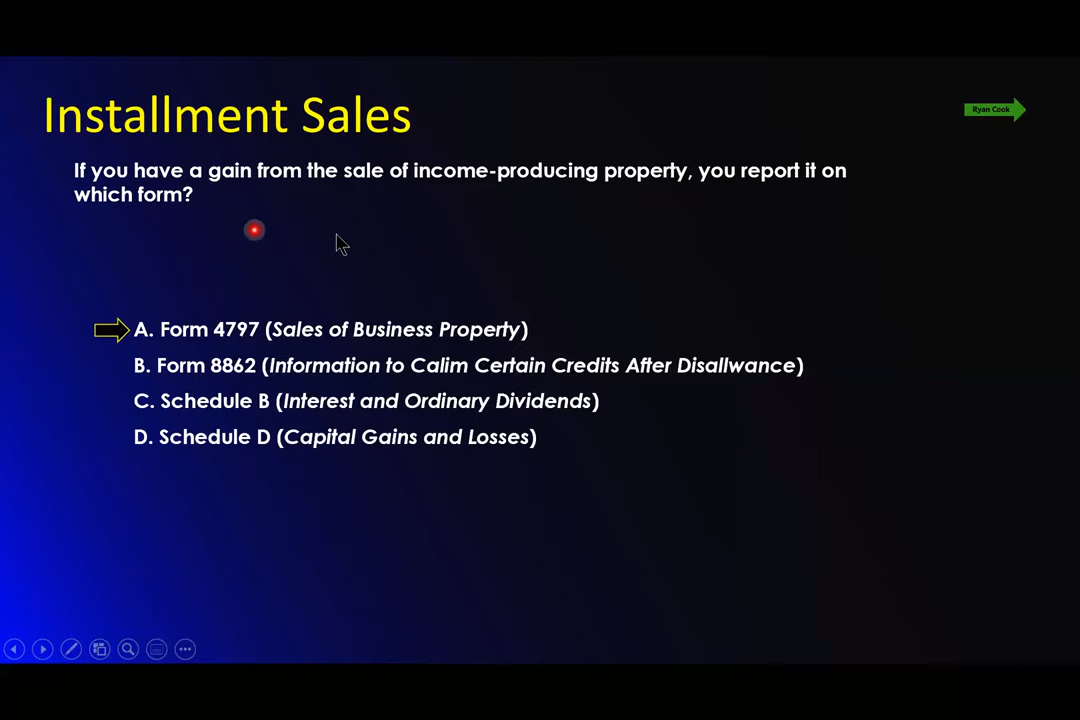 Installment Sales
Ryan Cook
If you have a gain from the sale of income-producing property, you report it on
which form?
A. Form 4797 (Sales of Business Property)
B. Form 8862 (Information to Calim Certain Credits After Disallwance)
C. Schedule B (Interest and Ordinary Dividends)
D. Schedule D (Capital Gains and Losses)